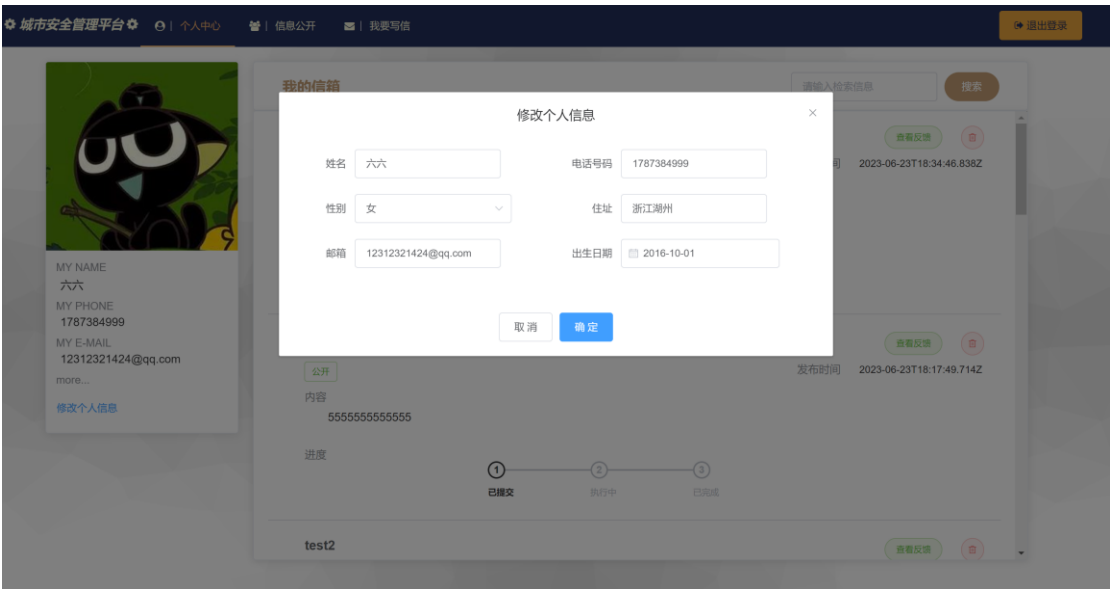 城市安全管理平台 | 个人中心 | 信息公开 | 我要写信 退出登录
我的信箱 请输入检索信息 搜索
修改个人信息
查看反馈
姓名 六六 电话号码 1787384999
间 2023-06-23T18:34:46.838Z
性别 女 住址 浙江湖州
邮箱 12312321424@qq.com 出生日期 2016-10-01
MY NAME
六六
MY PHONE
1787384999
取消 确定
MY E-MAIL
查看反馈
12312321424@qq.com
公开 发布时间 2023-06-23T18:17:49.714Z
more...
内容
修改个人信息
5555555555555
进度
1 2 3
已提交 执行中 已完成
test2 查看反馈